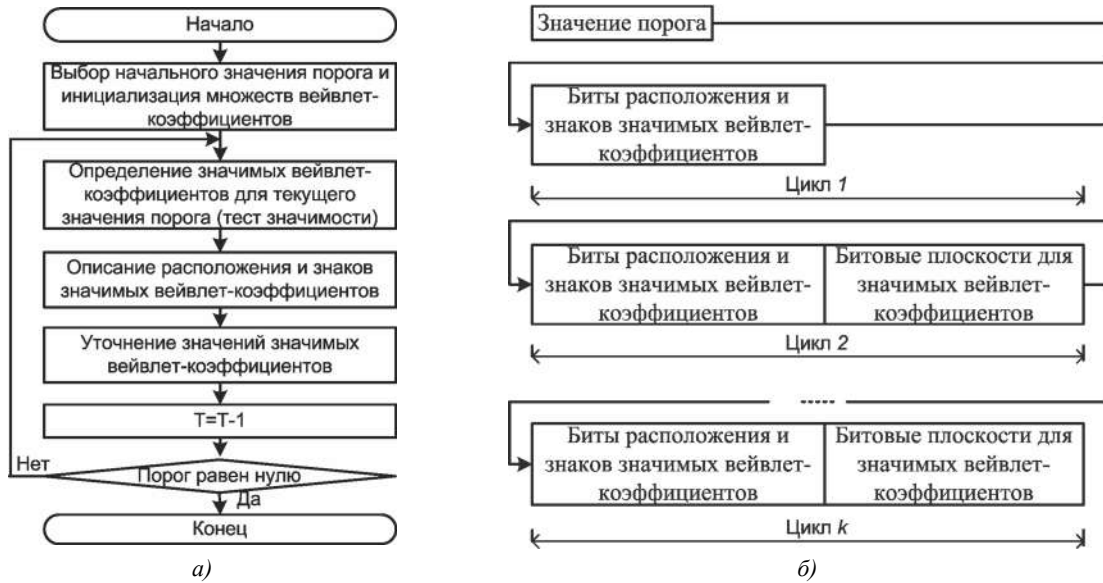 Начало
Выбор начального значения порога и
инициализация множеств вейвлет-
коэффициентов
Определение значимых вейвлет-
коэффициентов для текущего
значения порога (тест значимости)
Описание расположения и знаков
значимых вейвлет-коэффициентов
Уточнение значений значимых
вейвлет-коэффициентов
T=T-1
Нет
Порог равен нулю
Да
Конец
а)
Значение порога
Биты расположения и
знаков значимых вейвлет-
коэффициентов
Цикл 1
Биты расположения и
знаков значимых вейвлет-
коэффициентов
Битовые плоскости для
значимых вейвлет-
коэффициентов
Цикл 2
Биты расположения и
знаков значимых вейвлет-
коэффициентов
Битовые плоскости для
значимых вейвлет-
коэффициентов
Цикл k
б)